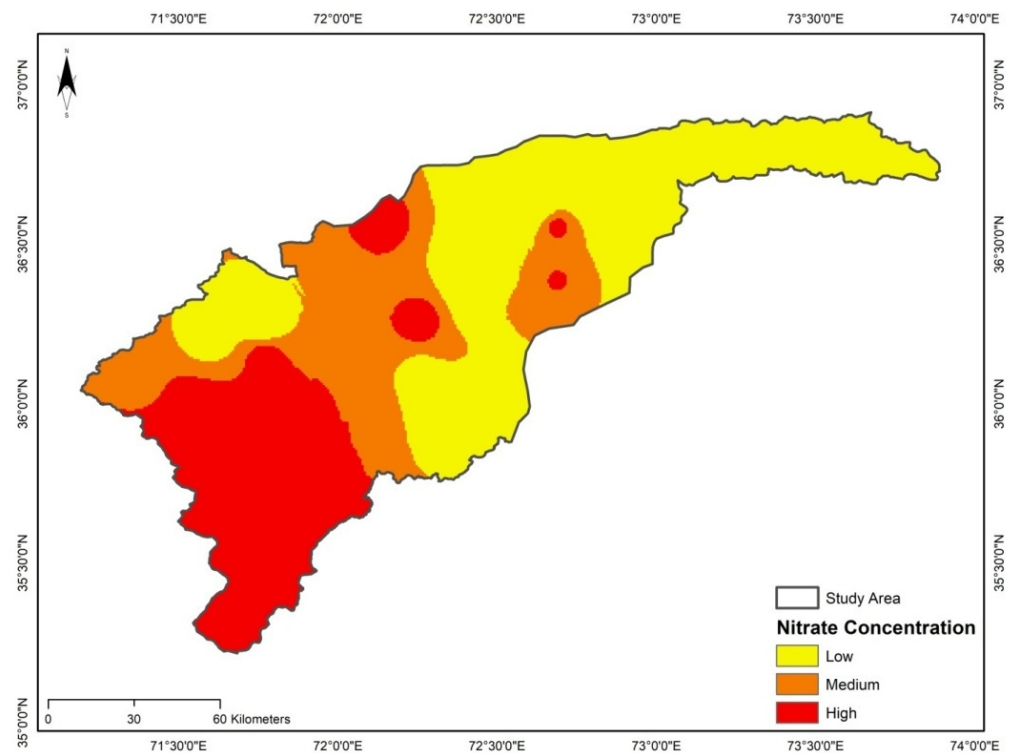 71°30'0"E 72°0'0"E 72°30'0"E 73°0'0"E 73°30'0"E 74°0'0"E
37°0'0"N 37°0'0"N
N
S
36°30'0"N 36°30'0"N
36°0'0"N 36°0'0"N
35°30'0"N 35°30'0"N
35°0'0"N 35°0'0"N
Study Area
Nitrate Concentration
Low
Medium
High
0 30 60 Kilometers
71°30'0"E 72°0'0"E 72°30'0"E 73°0'0"E 73°30'0"E 74°0'0"E